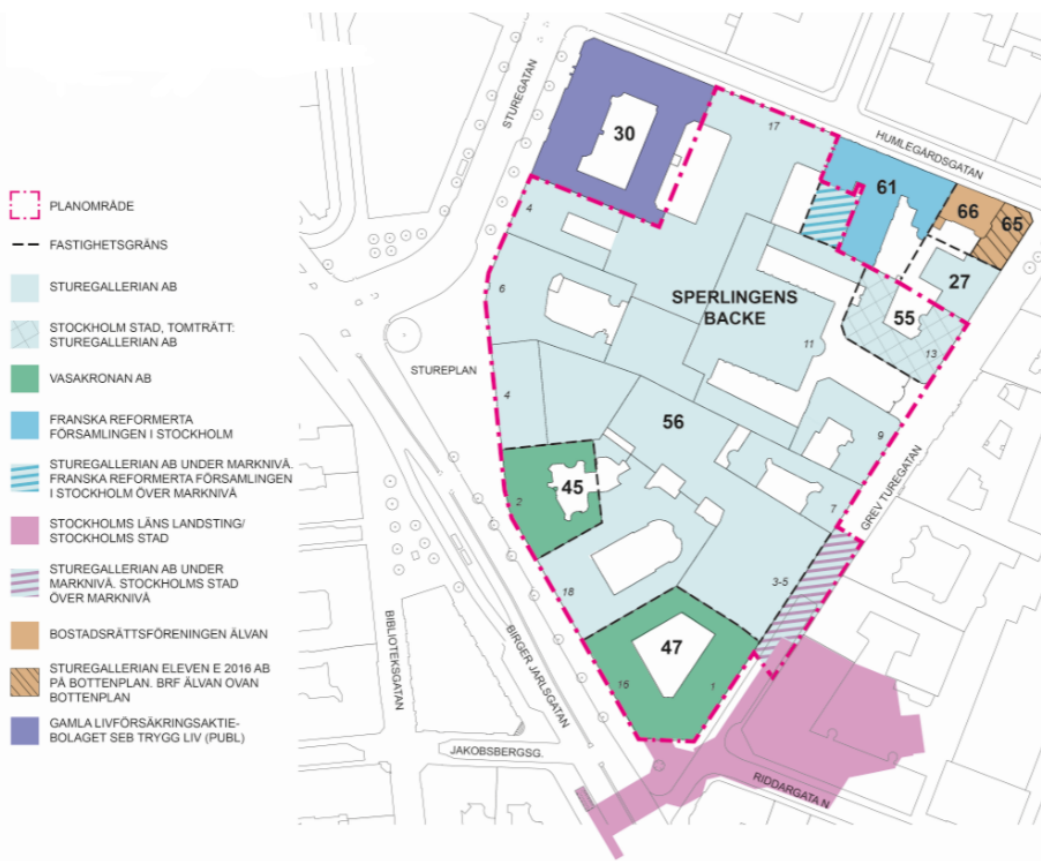 PLANOMRÅDE
FASTIGHETSGRÄNS
STUREGALLERIAN AB
STOCKHOLM STAD, TOMTRÄTT:
STUREGALLERIAN AB
VASAKRONAN AB
FRANSKA REFORMERTA
FÖRSAMLINGEN I STOCKHOLM
STUREGALLERIAN AB UNDER MARKNIVÅ.
FRANSKA REFORMERTA FÖRSAMLINGEN
I STOCKHOLM ÖVER MARKNIVÅ
STOCKHOLMS LÄNS LANDSTING/
STOCKHOLMS STAD
STUREGALLERIAN AB UNDER
MARKNIVÅ. STOCKHOLMS STAD
ÖVER MARKNIVÅ
BOSTADSRÄTTSFÖRENINGEN ÄLVAN
STUREGALLERIAN ELEVEN E 2016 AB
PÅ BOTTENPLAN. BRF ÄLVAN OVAN
BOTTENPLAN
GAMLA LIVFÖRSÄKRINGSAKTIE-
BOLAGET SEB TRYGG LIV (PUBL)
STUREGATAN
30
17
HUMLEGÅRDSGATAN
61
66
65
4
27
6
SPERLINGENS
BACKE
55
11
13
STUREPLAN
4
56
9
45
2
7
GREV TUREGATAN
18
3-5
BIBLIOTEKSGATAN
BIRGER JARLSGATAN
47
16
1
JAKOBSBERGSG.
RIDDARGATAN